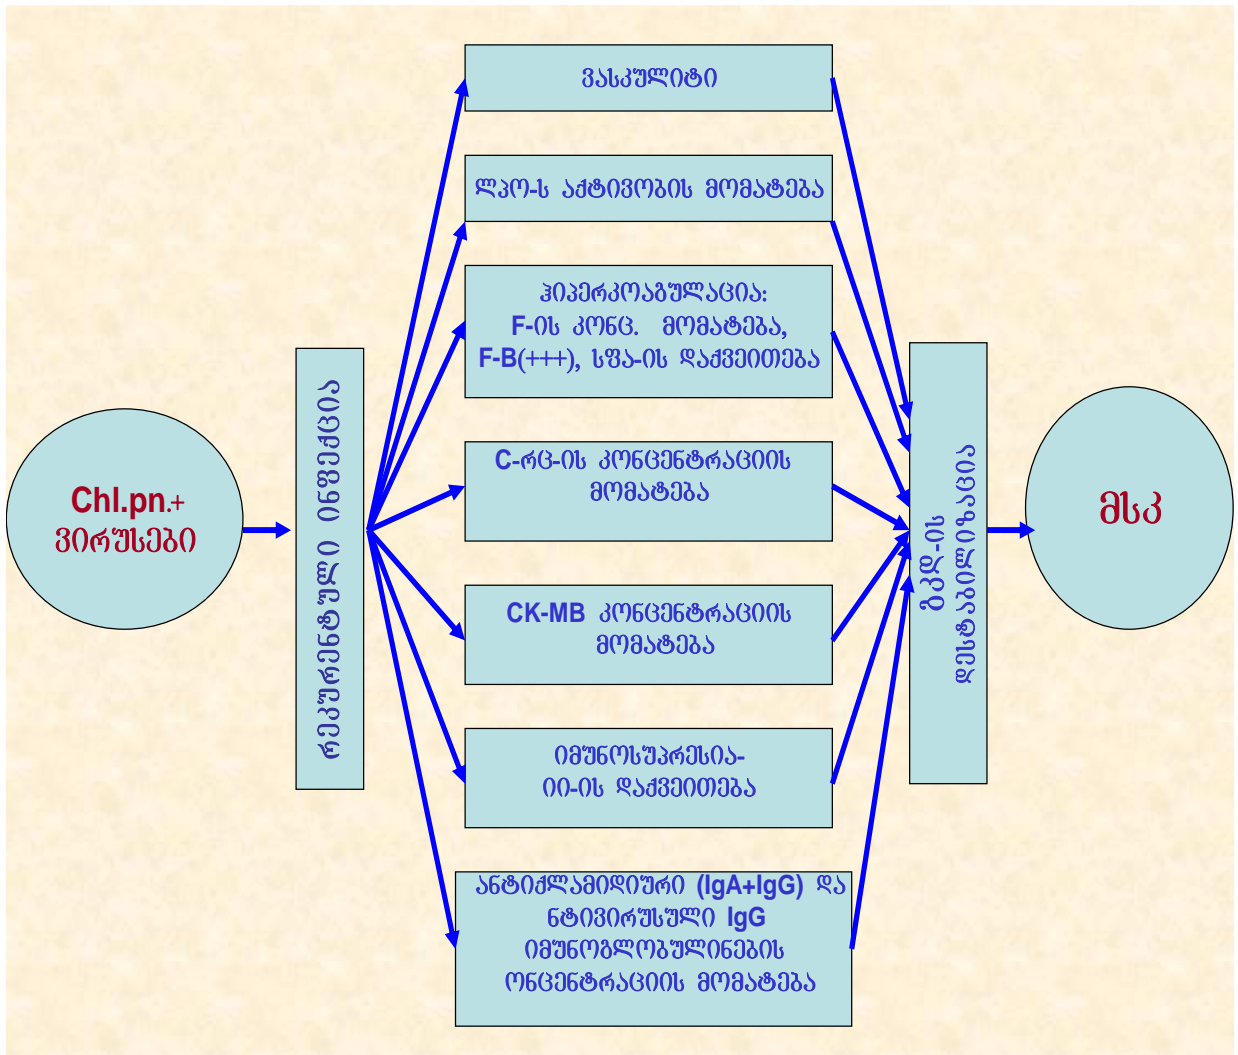 Chl.pn.+
ვირუსები
რეკურენტული ინფექცია
ვასკულიტი
ლპო-ს აქტივობის მომატება
ჰიპერკოაგულაცია:
F-ის კონც. მომატება,
F-B(+++), სფა-ის დაქვეითება
C-რც-ის კონცენტრაციის
მომატება
CK-MB კონცენტრაციის
მომატება
იმუნოსუპრესია-
იი-ის დაქვეითება
ანტიქლამიდიური (IgA+IgG) და
ნტივირუსული IgG
იმუნოგლობულინების
ონცენტრაციის მომატება
გკდ-ის
დესტაბილიზაცია
მსკ